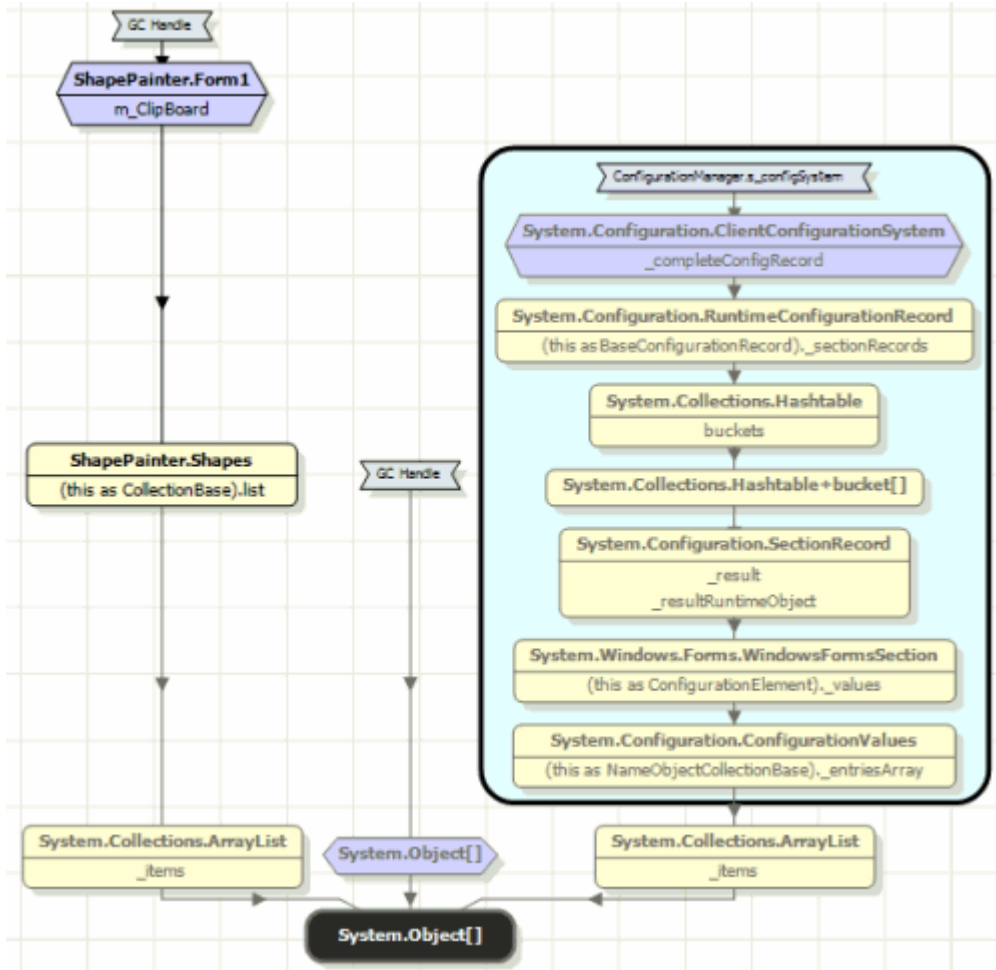 GC Handle
ShapePainter.Form1
m_ClipBoard
ConfigurationManager.s_configSystem
System.Configuration.ClientConfigurationSystem
_completeConfigRecord
System.Configuration.RuntimeConfigurationRecord
(this as BaseConfigurationRecord)._sectionRecords
System.Collections.Hashtable
buckets
ShapePainter.Shapes
(this as CollectionBase).list
GC Handle
System.Collections.Hashtable+bucket[]
System.Configuration.SectionRecord
_result
_resultRuntimeObject
System.Windows.Forms.WindowsFormsSection
(this as ConfigurationElement)._values
System.Configuration.ConfigurationValues
(this as NameObjectCollectionBase)._entriesArray
System.Collections.ArrayList
_items
System.Object[]
System.Collections.ArrayList
_items
System.Object[]